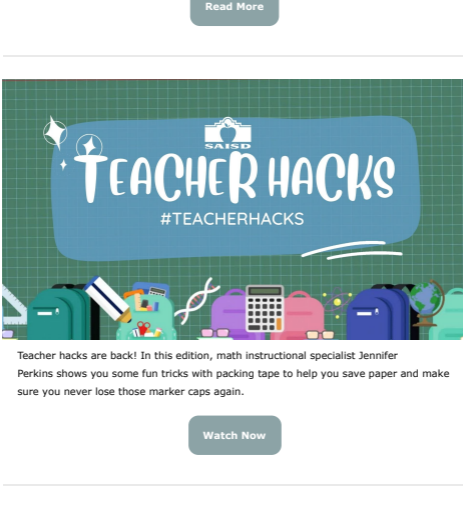 Read More
SAISD
TEACHER HACKS
#TEACHERHACKS
Teacher hacks are back! In this edition, math instructional specialist Jennifer
Perkins shows you some fun tricks with packing tape to help you save paper and make
sure you never lose those marker caps again.
Watch Now